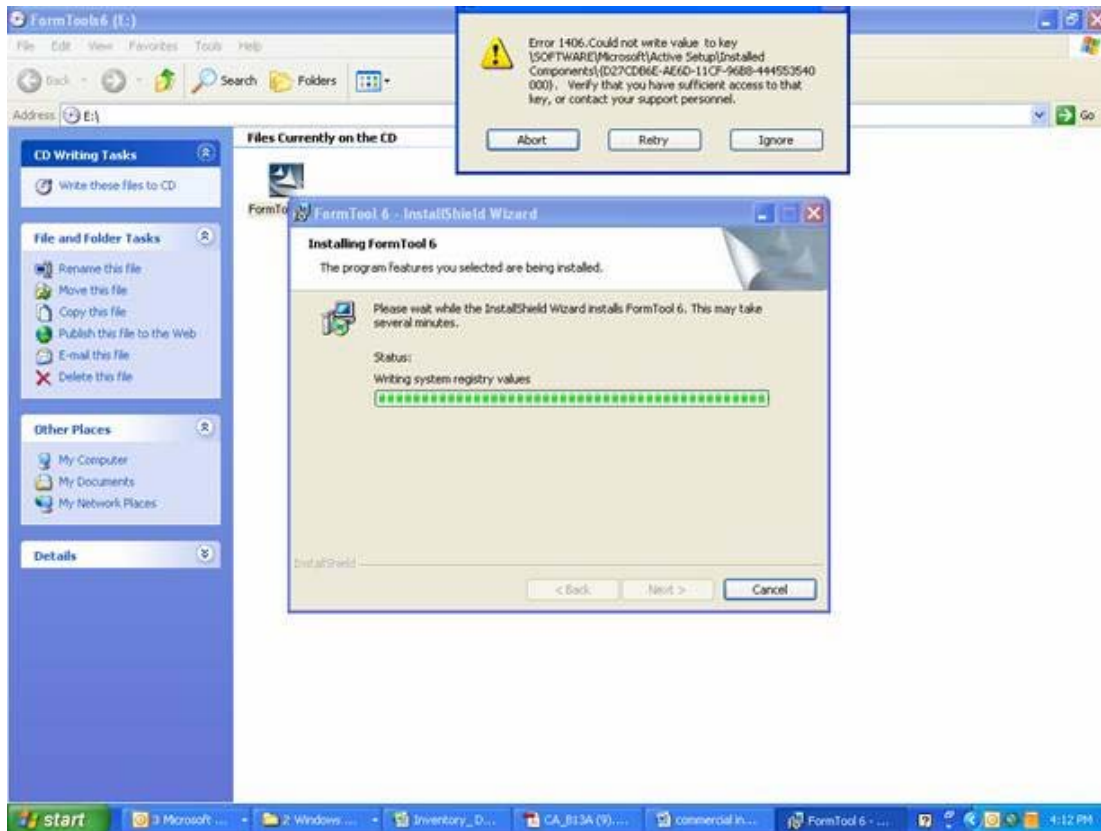 FormTools6 (E:)
File Edit View Favorites Tools Help
Back Search Folders
Address E:\ Go
Error 1406.Could not write value to key
\SOFTWARE\Microsoft\Active Setup\Installed
Components\{D27CDB6E-AE6D-11CF-96B8-444553540
000}. Verify that you have sufficient access to that
key, or contact your support personnel.
Abort Retry Ignore
CD Writing Tasks
Write these files to CD
File and Folder Tasks
Rename this file
Move this file
Copy this file
Publish this file to the Web
E-mail this file
Delete this file
Other Places
My Computer
My Documents
My Network Places
Details
Files Currently on the CD
FormTo
FormTool 6 - InstallShield Wizard
Installing FormTool 6
The program features you selected are being installed.
Please wait while the InstallShield Wizard installs FormTool 6. This may take
several minutes.
Status:
Writing system registry values
InstallShield
< Back Next > Cancel
start 3 Microsoft ... 2 Windows ... Inventory_D... CA_B13A (9).... commercial in... FormTool 6 - ... 4:12 PM